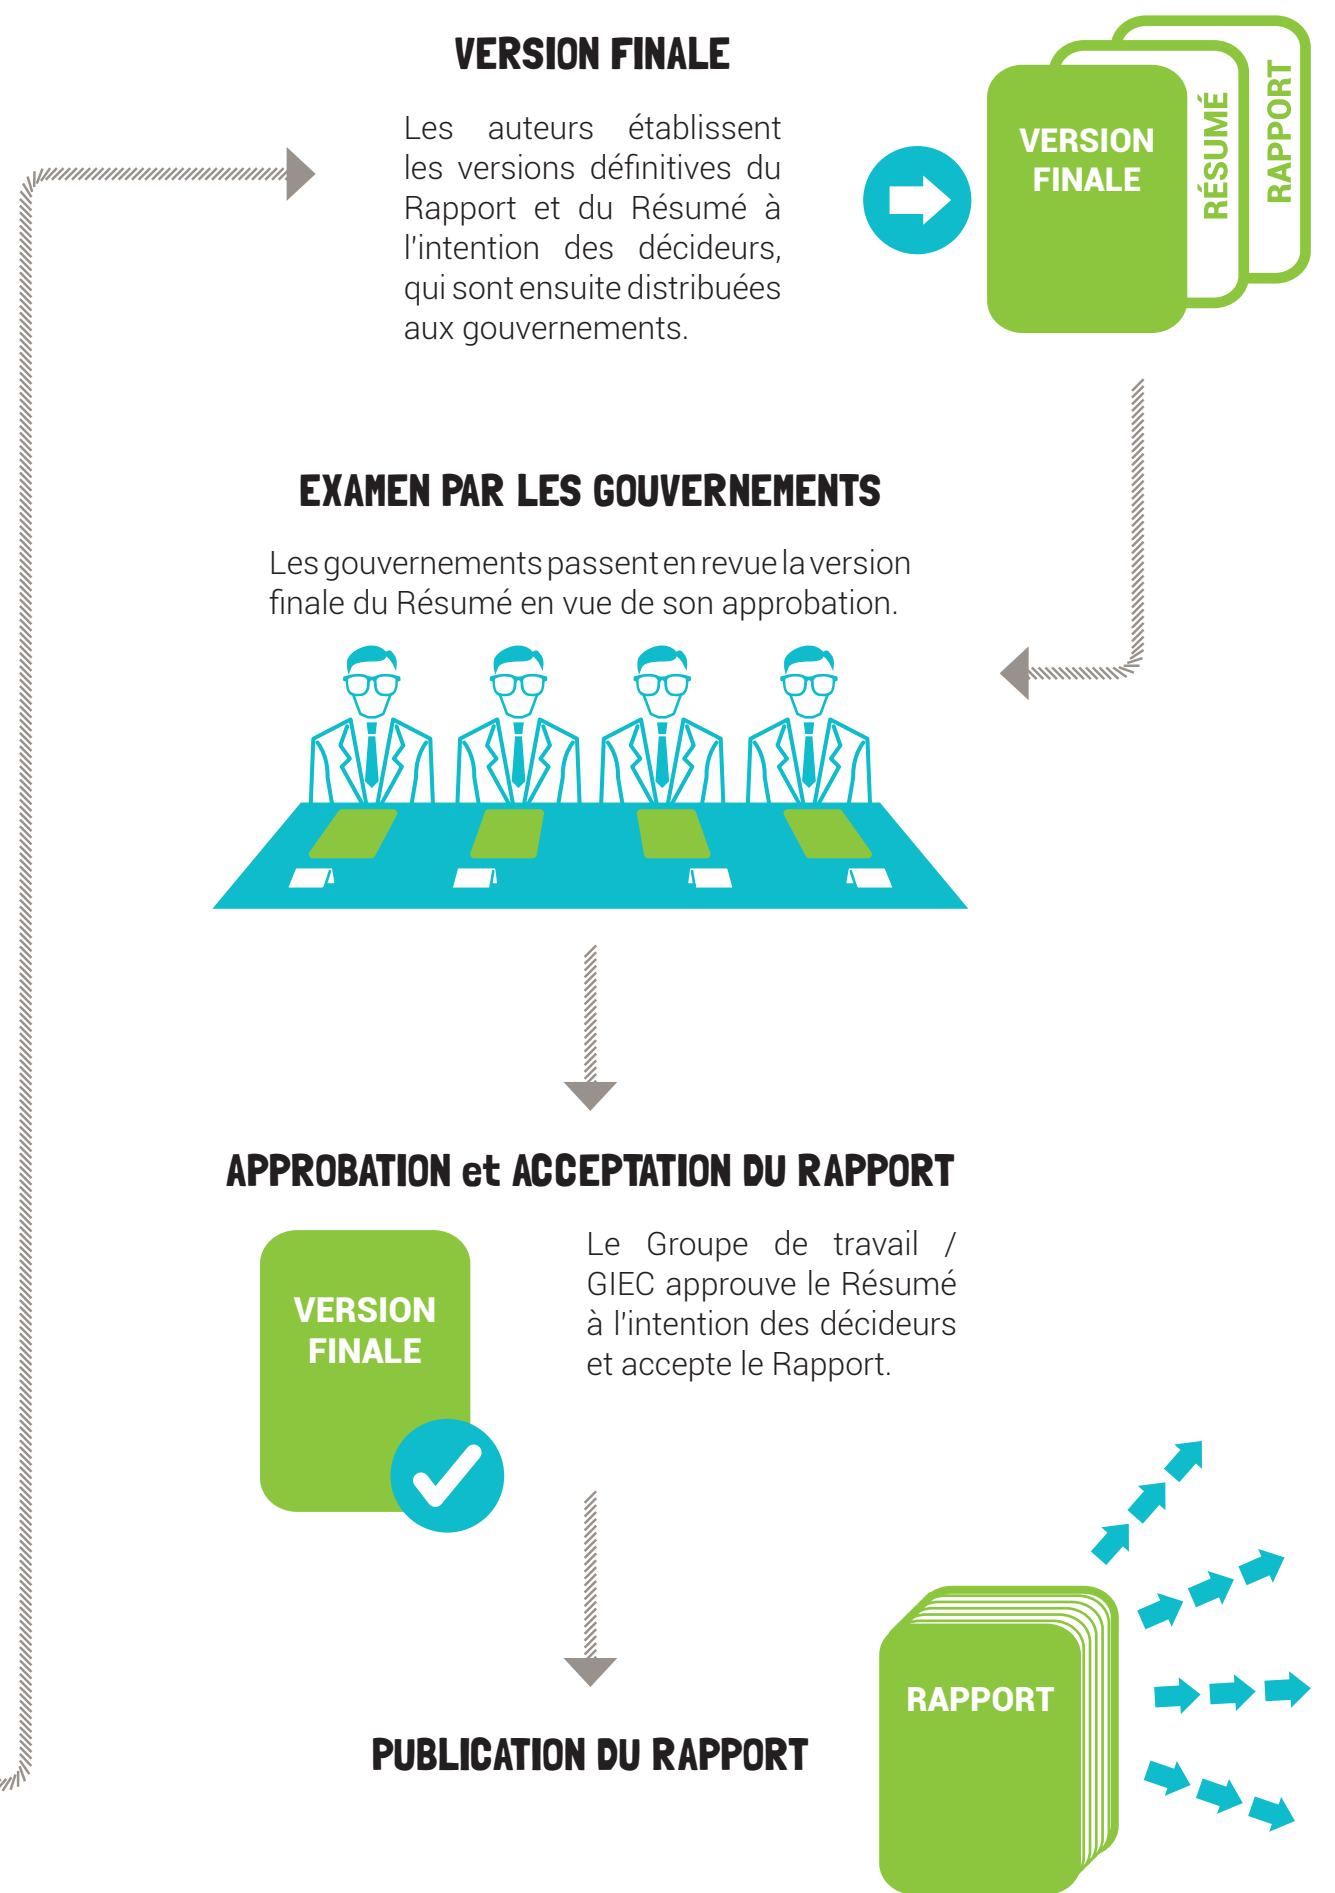 VERSION FINALE
Les auteurs établissent
les versions définitives du
Rapport et du Résumé à
l'intention des décideurs,
qui sont ensuite distribuées
aux gouvernements.
VERSION
FINALE
RÉSUMÉ
RAPPORT
EXAMEN PAR LES GOUVERNEMENTS
Les gouvernements passent en revue la version
finale du Résumé en vue de son approbation.
APPROBATION et ACCEPTATION DU RAPPORT
VERSION
FINALE
Le Groupe de travail /
GIEC approuve le Résumé
à l'intention des décideurs
et accepte le Rapport.
PUBLICATION DU RAPPORT
RAPPORT